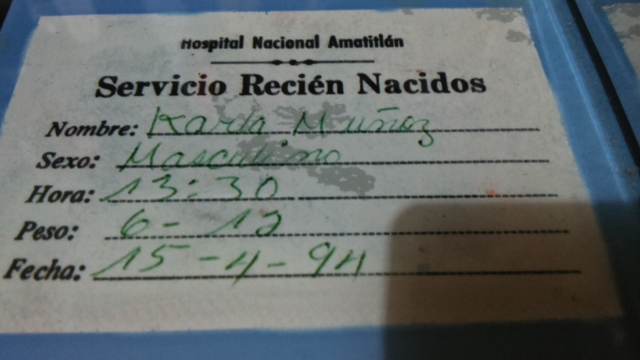 Hospital Nacional Amatitlán
Servicio Recién Nacidos
Nombre: Karla Muñoz
Sexo: Masculino
Hora: 13:30
Peso: 6-12
Fecha: 15-4-94